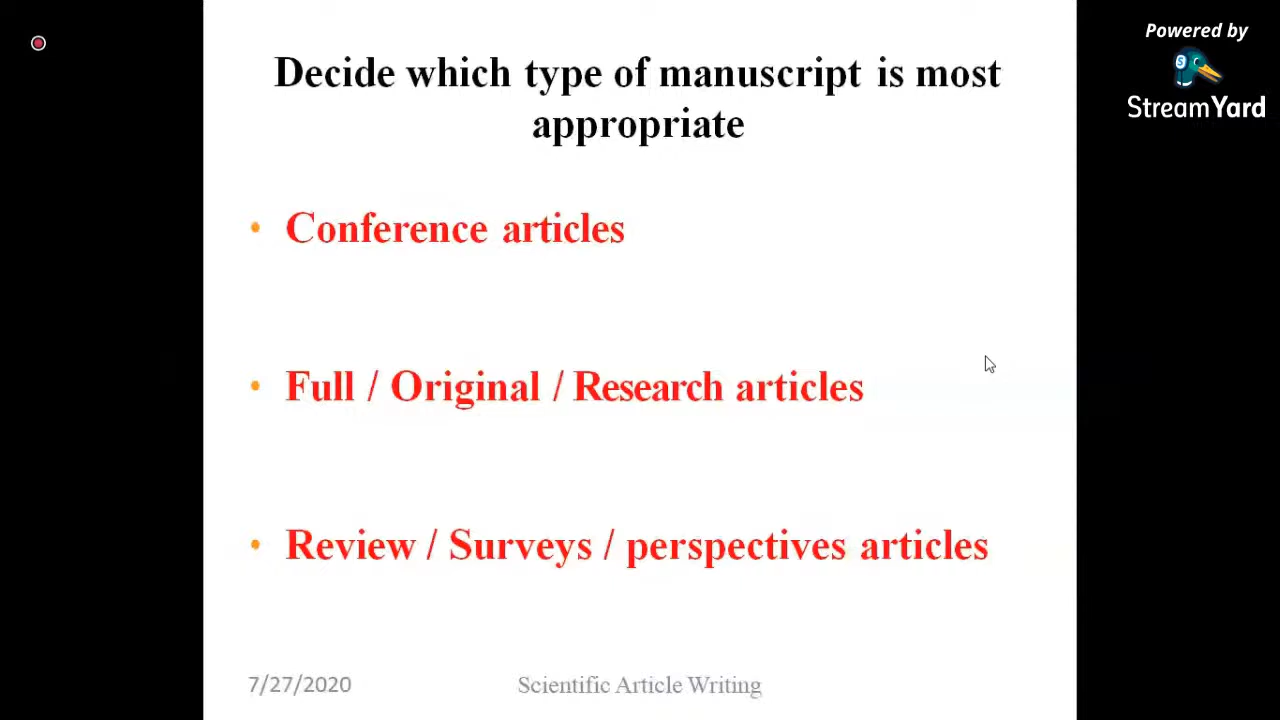 Powered by
StreamYard
Decide which type of manuscript is most
appropriate
• Conference articles
• Full / Original / Research articles
• Review / Surveys / perspectives articles
7/27/2020
Scientific Article Writing